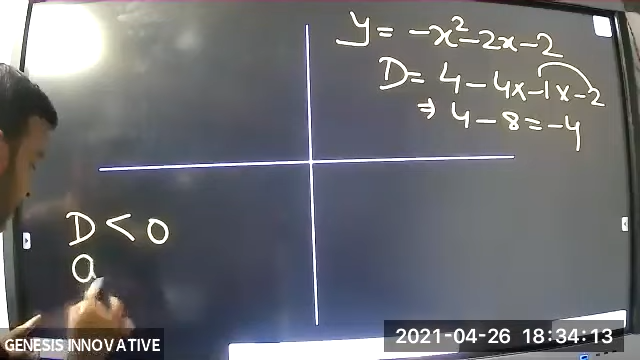 Y = -x² - 2x - 2
D = 4 - 4x - 1x - 2
⇒ 4 - 8 = -4
D < 0
a
GENESIS INNOVATIVE
2021-04-26 18:34:13